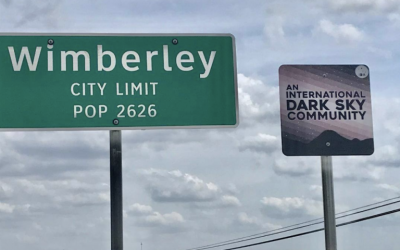 Wimberley
CITY LIMIT
POP 2626
AN
INTERNATIONAL
DARK SKY
COMMUNITY